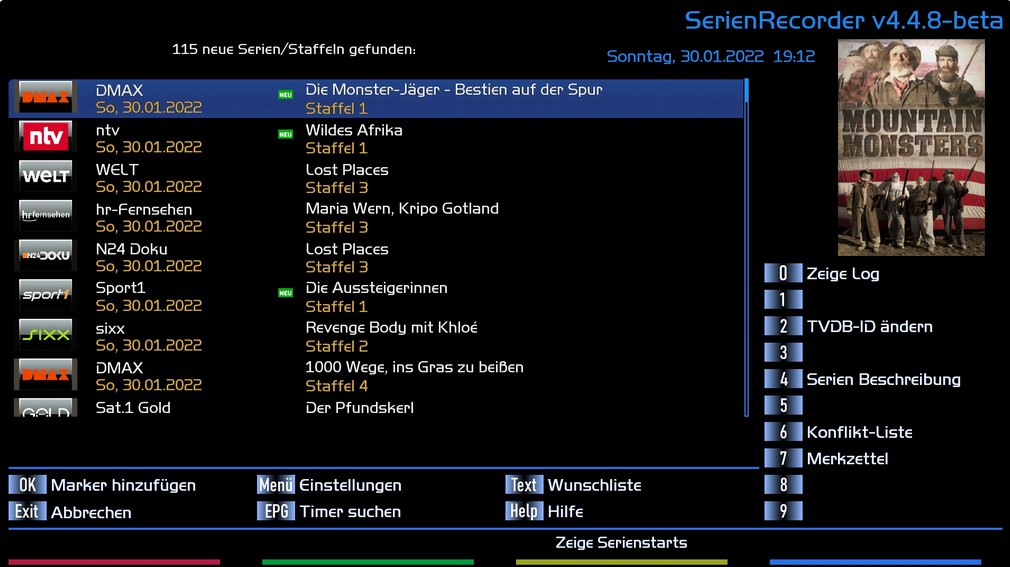 SerienRecorder v4.4.8-beta
115 neue Serien/Staffeln gefunden:
Sonntag, 30.01.2022 19:12
DMAX DMAX NEU Die Monster-Jäger - Bestien auf der Spur
So, 30.01.2022 Staffel 1
ntv ntv NEU Wildes Afrika
So, 30.01.2022 Staffel 1
WELT WELT Lost Places
So, 30.01.2022 Staffel 3
hr fernsehen hr-Fernsehen Maria Wern, Kripo Gotland
So, 30.01.2022 Staffel 3
N24 DOKU N24 Doku Lost Places
So, 30.01.2022 Staffel 3
sport1 Sport1 NEU Die Aussteigerinnen
So, 30.01.2022 Staffel 1
SIXX sixx Revenge Body mit Khloé
So, 30.01.2022 Staffel 2
DMAX DMAX 1000 Wege, ins Gras zu beißen
So, 30.01.2022 Staffel 4
GOLD Sat.1 Gold Der Pfundskerl
MOUNTAIN
MONSTERS
0 Zeige Log
1
2 TVDB-ID ändern
3
4 Serien Beschreibung
5
6 Konflikt-Liste
7 Merkzettel
8
9
OK Marker hinzufügen Menü Einstellungen Text Wunschliste
Exit Abbrechen EPG Timer suchen Help Hilfe
Zeige Serienstarts